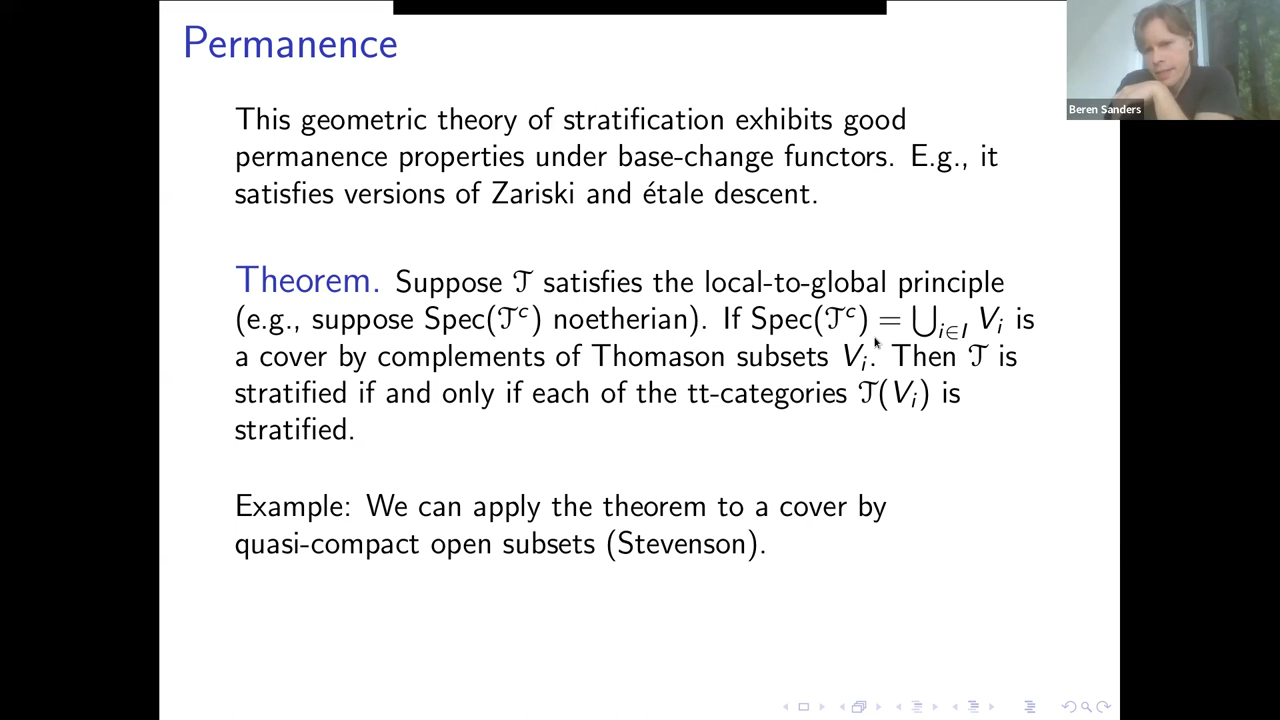 Permanence
Beren Sanders
This geometric theory of stratification exhibits good
permanence properties under base-change functors. E.g., it
satisfies versions of Zariski and étale descent.
Theorem. Suppose 𝒯 satisfies the local-to-global principle
(e.g., suppose Spec(𝒯ᶜ) noetherian). If Spec(𝒯ᶜ) = ⋃_{i∈I} V_i is
a cover by complements of Thomason subsets V_i. Then 𝒯 is
stratified if and only if each of the tt-categories 𝒯(V_i) is
stratified.
Example: We can apply the theorem to a cover by
quasi-compact open subsets (Stevenson).